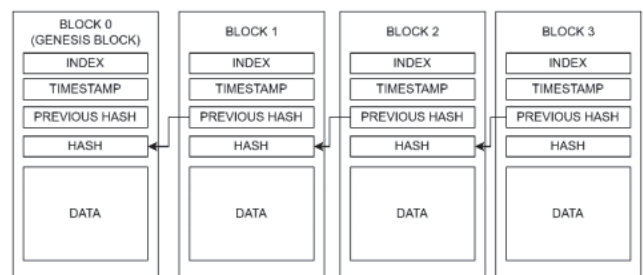 BLOCK 0
(GENESIS BLOCK)
INDEX
TIMESTAMP
PREVIOUS HASH
HASH
DATA
BLOCK 1
INDEX
TIMESTAMP
PREVIOUS HASH
HASH
DATA
BLOCK 2
INDEX
TIMESTAMP
PREVIOUS HASH
HASH
DATA
BLOCK 3
INDEX
TIMESTAMP
PREVIOUS HASH
HASH
DATA